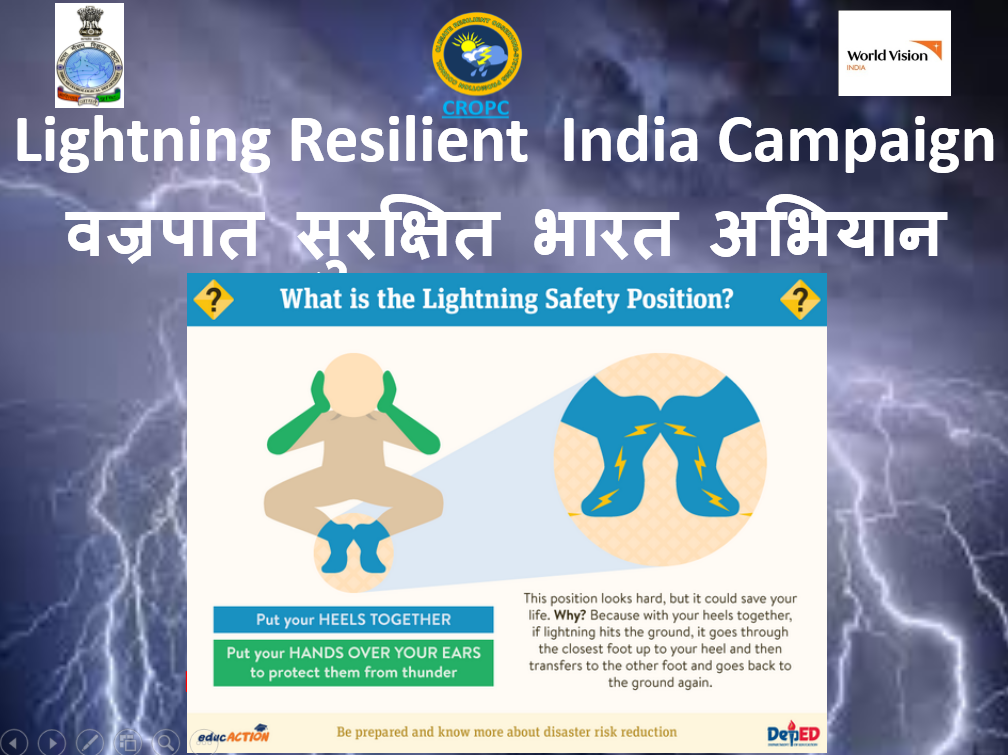 CROPC
World Vision
INDIA
Lightning Resilient India Campaign
वज्रपात सुरक्षित भारत अभियान
? What is the Lightning Safety Position? ?
This position looks hard, but it could save your
life. Why? Because with your heels together,
if lightning hits the ground, it goes through
the closest foot up to your heel and then
transfers to the other foot and goes back to
the ground again.
Put your HEELS TOGETHER
Put your HANDS OVER YOUR EARS
to protect them from thunder
educACTION
Be prepared and know more about disaster risk reduction
DepED
DEPARTMENT OF EDUCATION